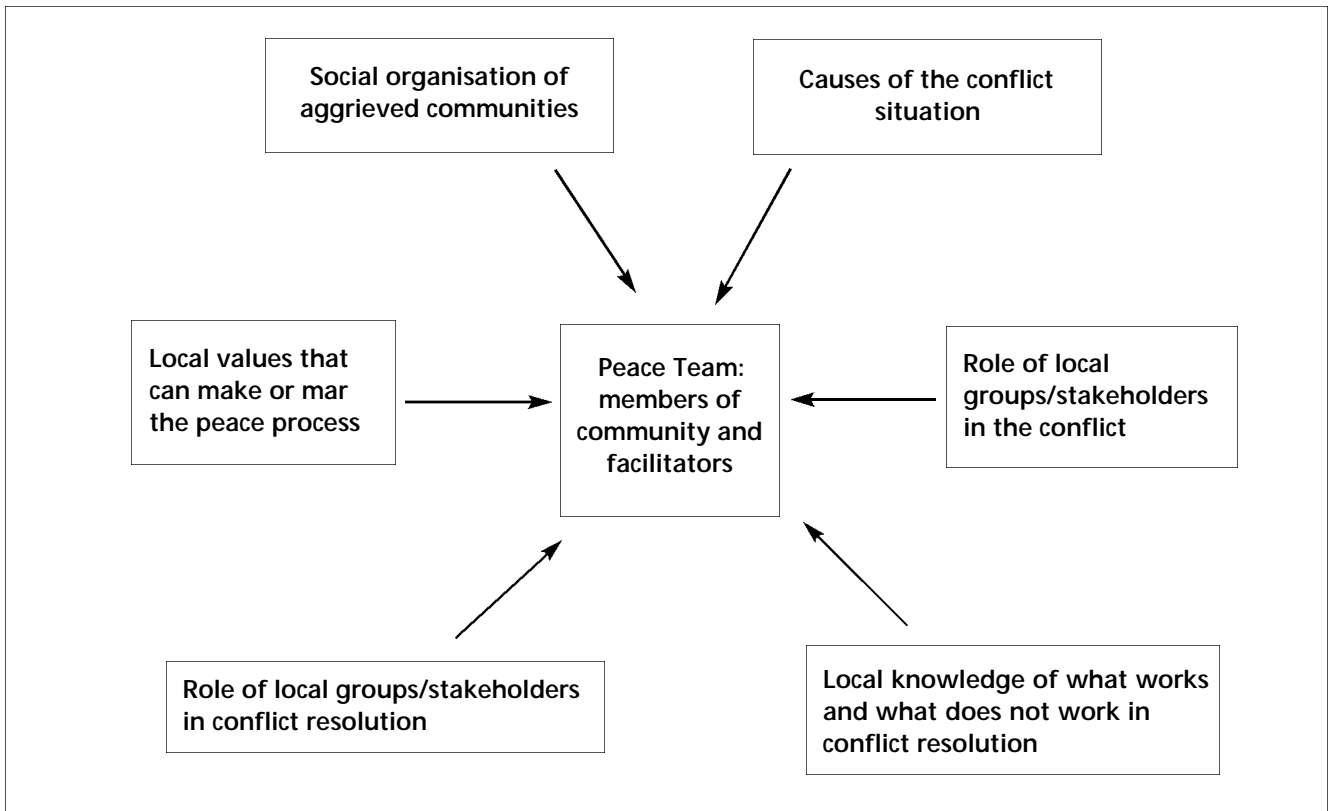 Social organisation of
aggrieved communities
Causes of the conflict
situation
Local values that
can make or mar
the peace process
Peace Team:
members of
community and
facilitators
Role of local
groups/stakeholders
in the conflict
Role of local groups/stakeholders
in conflict resolution
Local knowledge of what works
and what does not work in
conflict resolution